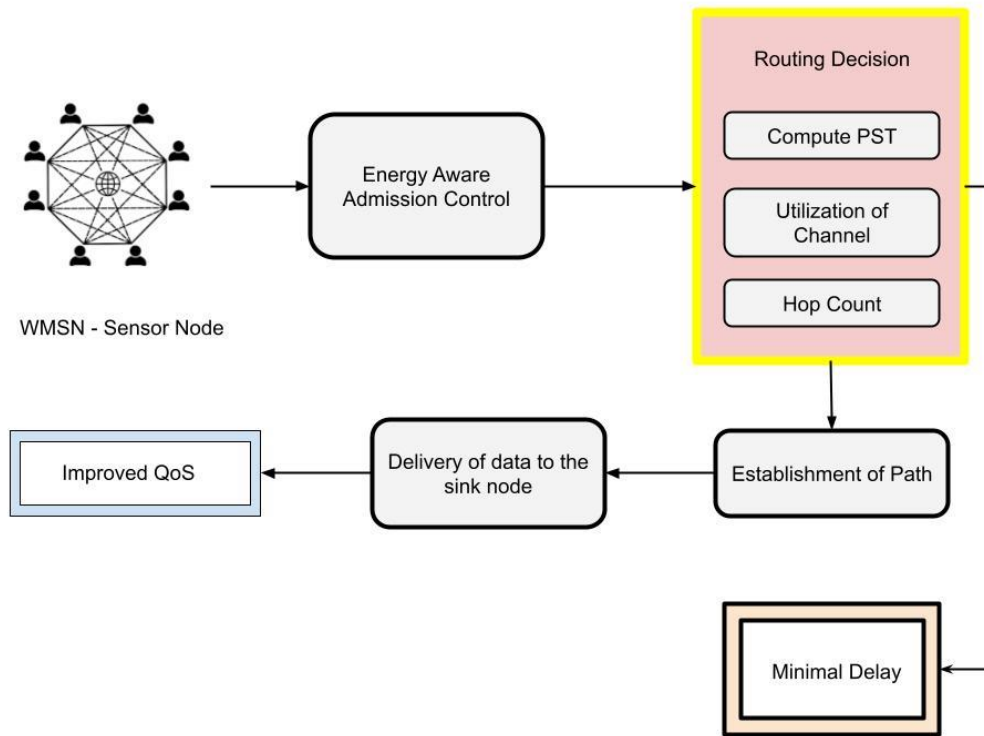 WMSN - Sensor Node
Energy Aware
Admission Control
Routing Decision
Compute PST
Utilization of
Channel
Hop Count
Establishment of Path
Delivery of data to the
sink node
Improved QoS
Minimal Delay